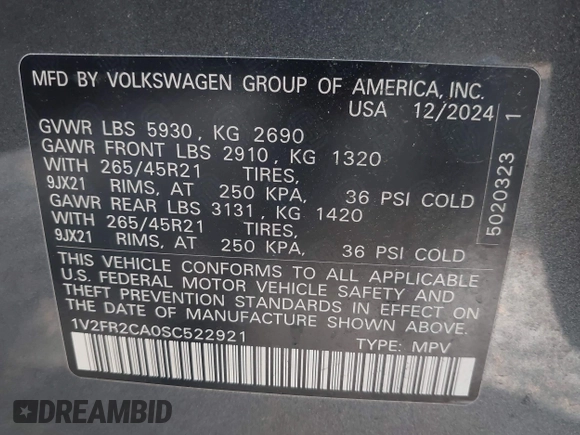 MFD BY VOLKSWAGEN GROUP OF AMERICA, INC.
USA 12/2024
GVWR LBS 5930 , KG 2690
GAWR FRONT LBS 2910, KG 1320
WITH 265/45R21 TIRES,
9JX21 RIMS, AT 250 KPA, 36 PSI COLD
GAWR REAR LBS 3131, KG 1420
WITH 265/45R21 TIRES,
9JX21 RIMS, AT 250 KPA, 36 PSI COLD
5020323 1
THIS VEHICLE CONFORMS TO ALL APPLICABLE
U.S. FEDERAL MOTOR VEHICLE SAFETY AND
THEFT PREVENTION STANDARDS IN EFFECT ON
THE DATE OF MANUFACTURE SHOWN ABOVE.
1V2FR2CA0SC522921 TYPE: MPV
DREAMBID